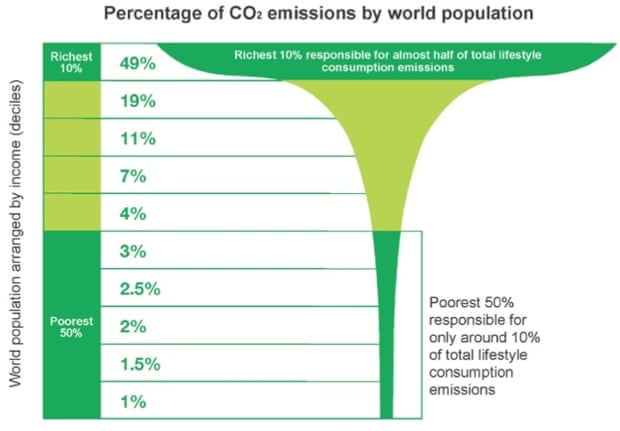 Percentage of CO₂ emissions by world population
World population arranged by income (deciles)
Richest
10%
49%
Richest 10% responsible for almost half of total lifestyle
consumption emissions
19%
11%
7%
4%
3%
2.5%
Poorest
50%
2%
1.5%
1%
Poorest 50%
responsible for
only around 10%
of total lifestyle
consumption
emissions